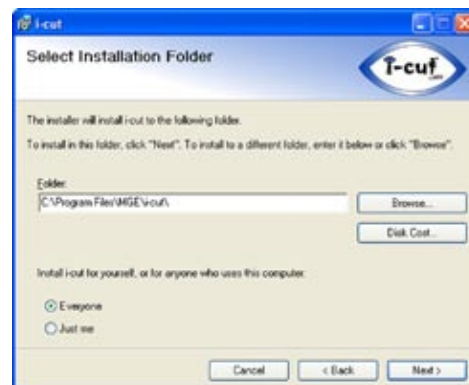 i-cut
Select Installation Folder
i-cut
.com
The installer will install i-cut to the following folder.
To install in this folder, click "Next". To install to a different folder, enter it below or click "Browse".
Folder:
C:\Program Files\MGE\i-cut\
Browse...
Disk Cost...
Install i-cut for yourself, or for anyone who uses this computer:
Everyone
Just me
Cancel
< Back
Next >